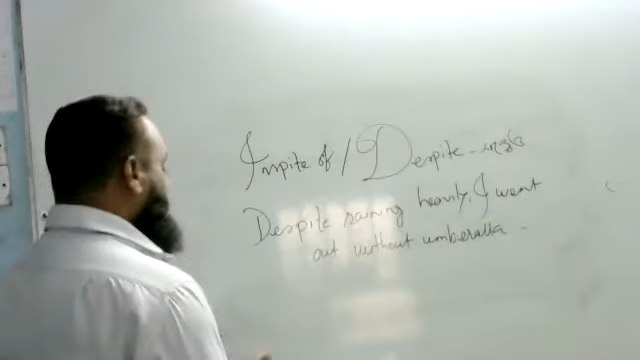 Inspite of / Despite -
Despite raining heavily. I went
out without umberalla -